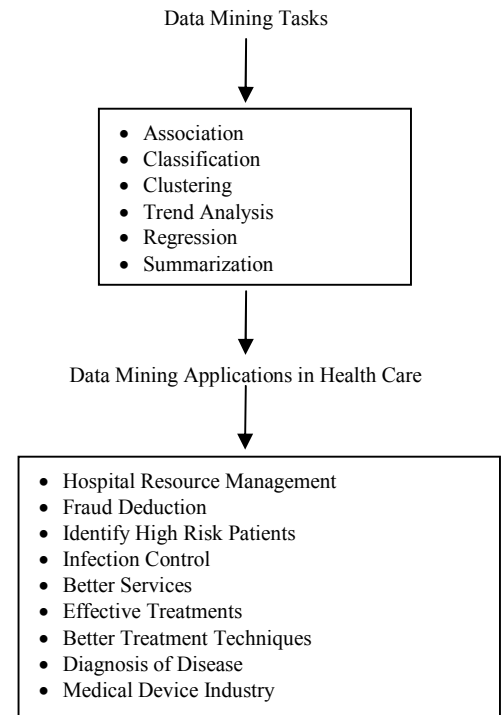 Data Mining Tasks
• Association
• Classification
• Clustering
• Trend Analysis
• Regression
• Summarization
Data Mining Applications in Health Care
• Hospital Resource Management
• Fraud Deduction
• Identify High Risk Patients
• Infection Control
• Better Services
• Effective Treatments
• Better Treatment Techniques
• Diagnosis of Disease
• Medical Device Industry